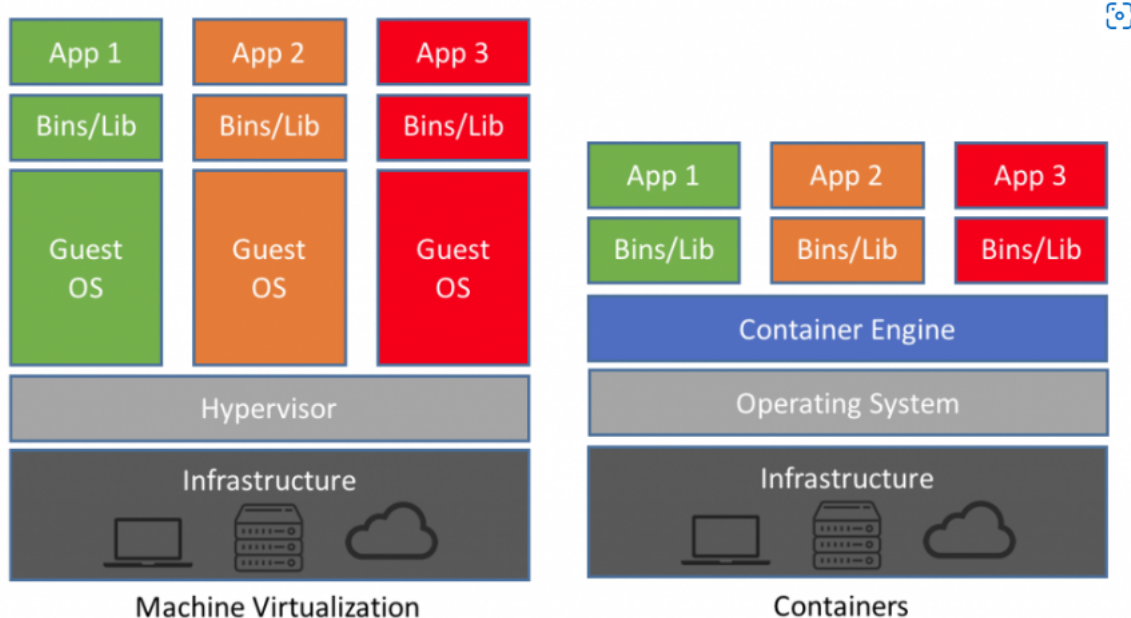 App 1
App 2
App 3
Bins/Lib
Bins/Lib
Bins/Lib
Guest
OS
Guest
OS
Guest
OS
Hypervisor
Infrastructure
Machine Virtualization
App 1
App 2
App 3
Bins/Lib
Bins/Lib
Bins/Lib
Container Engine
Operating System
Infrastructure
Containers